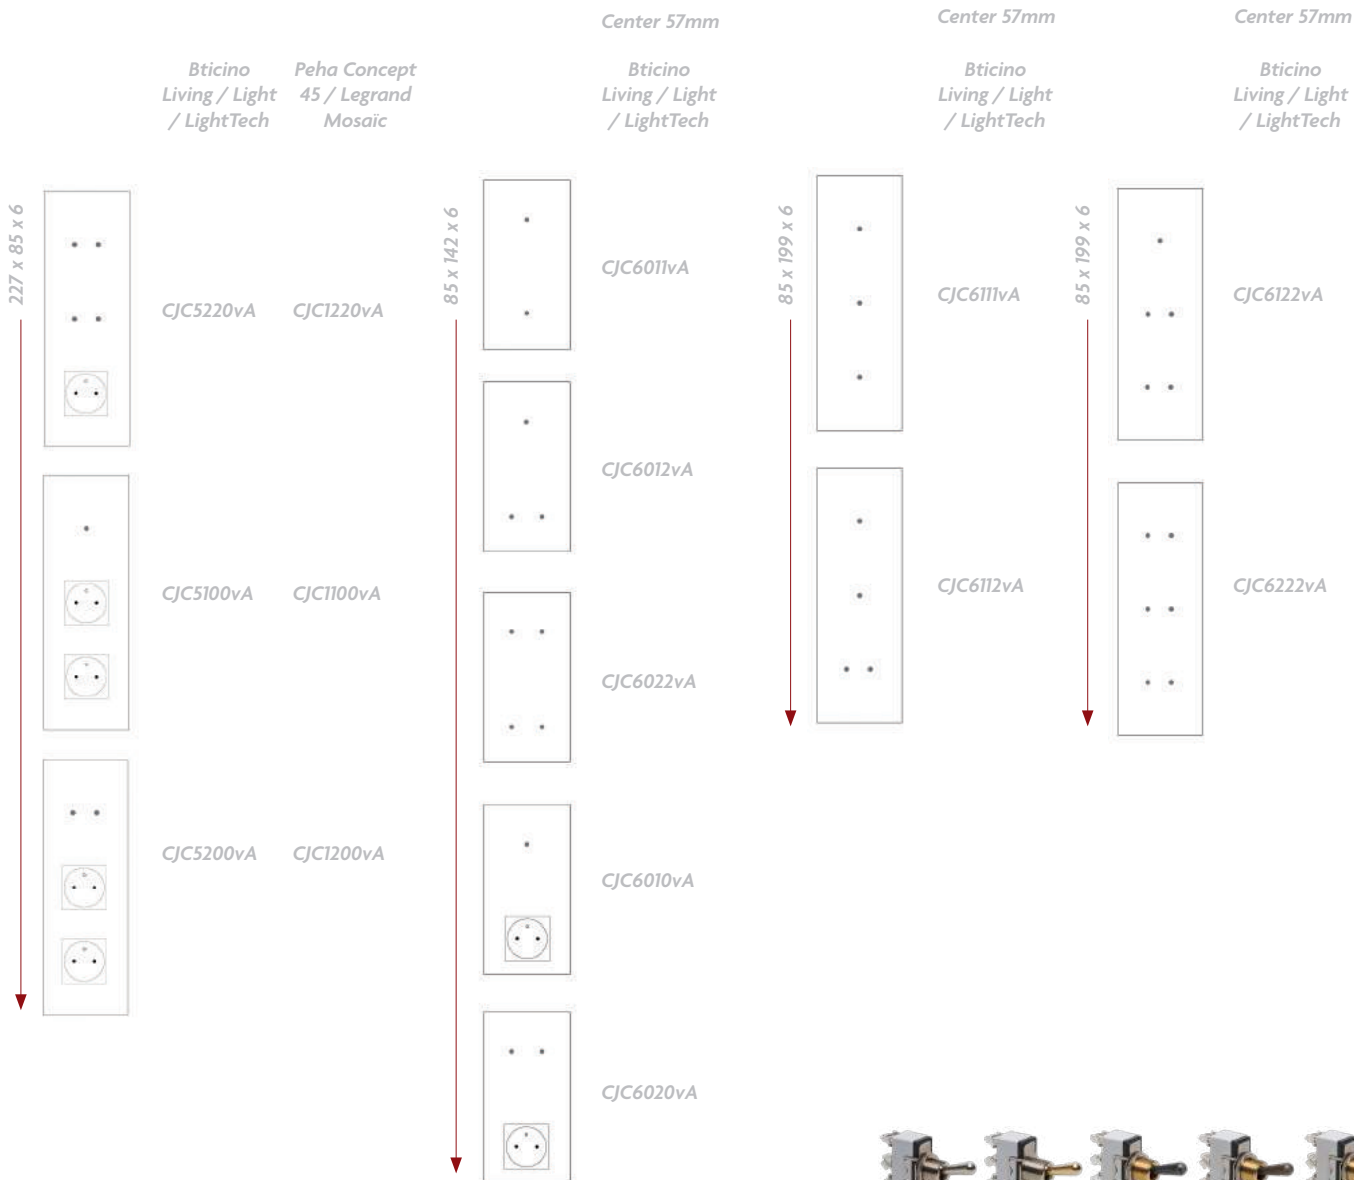 Center 57mm
Center 57mm
Center 57mm
Bticino
Living / Light
/ LightTech
Peha Concept
45 / Legrand
Mosaïc
Bticino
Living / Light
/ LightTech
Bticino
Living / Light
/ LightTech
Bticino
Living / Light
/ LightTech
227 x 85 x 6
CJC5220vA
CJC1220vA
CJC5100vA
CJC1100vA
CJC5200vA
CJC1200vA
85 x 142 x 6
CJC6011vA
CJC6012vA
CJC6022vA
CJC6010vA
CJC6020vA
85 x 199 x 6
CJC6111vA
CJC6112vA
85 x 199 x 6
CJC6122vA
CJC6222vA